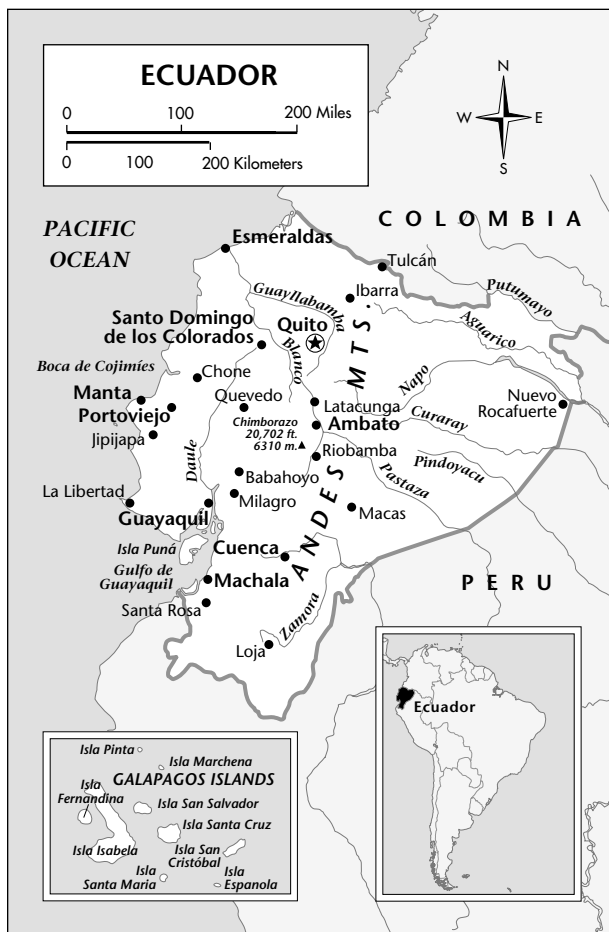 ECUADOR
0 100 200 Miles
0 100 200 Kilometers
N
W E
S
PACIFIC
OCEAN
COLOMBIA
Esmeraldas
Tulcán
Guayllabamba
Ibarra
Putumayo
Santo Domingo
de los Colorados
Quito
Aguarico
Blanco
ANDES MTS.
Boca de Cojimíes
Chone
Napo
Manta
Portoviejo
Quevedo
Latacunga
Nuevo
Rocafuerte
Curaray
Jipijapa
Chimborazo
20,702 ft.
6310 m.
Ambato
Riobamba
Pindoyacu
Pastaza
Daule
Babahoyo
La Libertad
Milagro
Macas
Guayaquil
Isla Puná
Cuenca
Gulfo de
Guayaquil
Machala
PERU
Santa Rosa
Zamora
Loja
Ecuador
Isla Pinta
Isla Marchena
GALAPAGOS ISLANDS
Isla
Fernandina
Isla San Salvador
Isla Santa Cruz
Isla Isabela
Isla San
Cristóbal
Isla
Santa Maria
Isla
Espanola